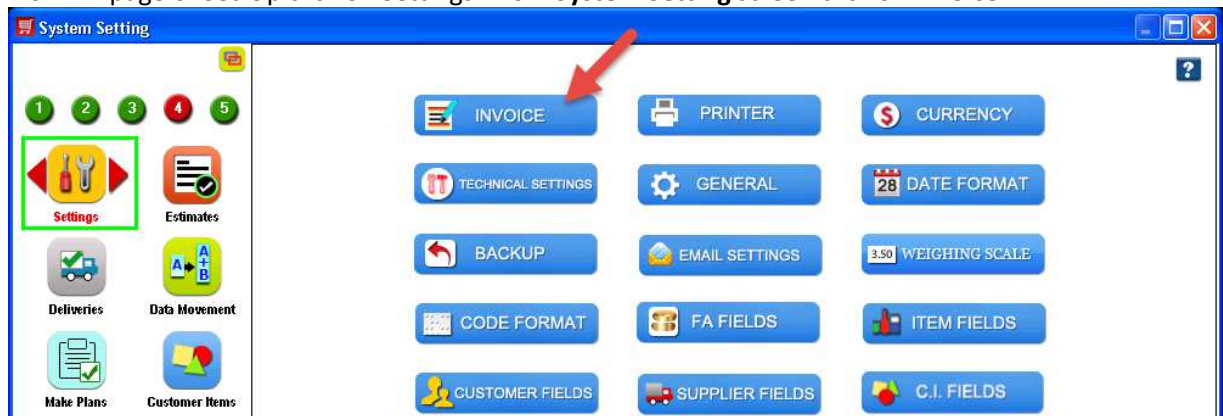 System Setting
1 2 3 4 5
Settings
Estimates
Deliveries
A
A
+
B
Data Movement
Make Plans
Customer Items
?
INVOICE
PRINTER
$ CURRENCY
TECHNICAL SETTINGS
GENERAL
28 DATE FORMAT
BACKUP
EMAIL SETTINGS
3.50 WEIGHING SCALE
CODE FORMAT
FA FIELDS
ITEM FIELDS
CUSTOMER FIELDS
SUPPLIER FIELDS
C.I. FIELDS